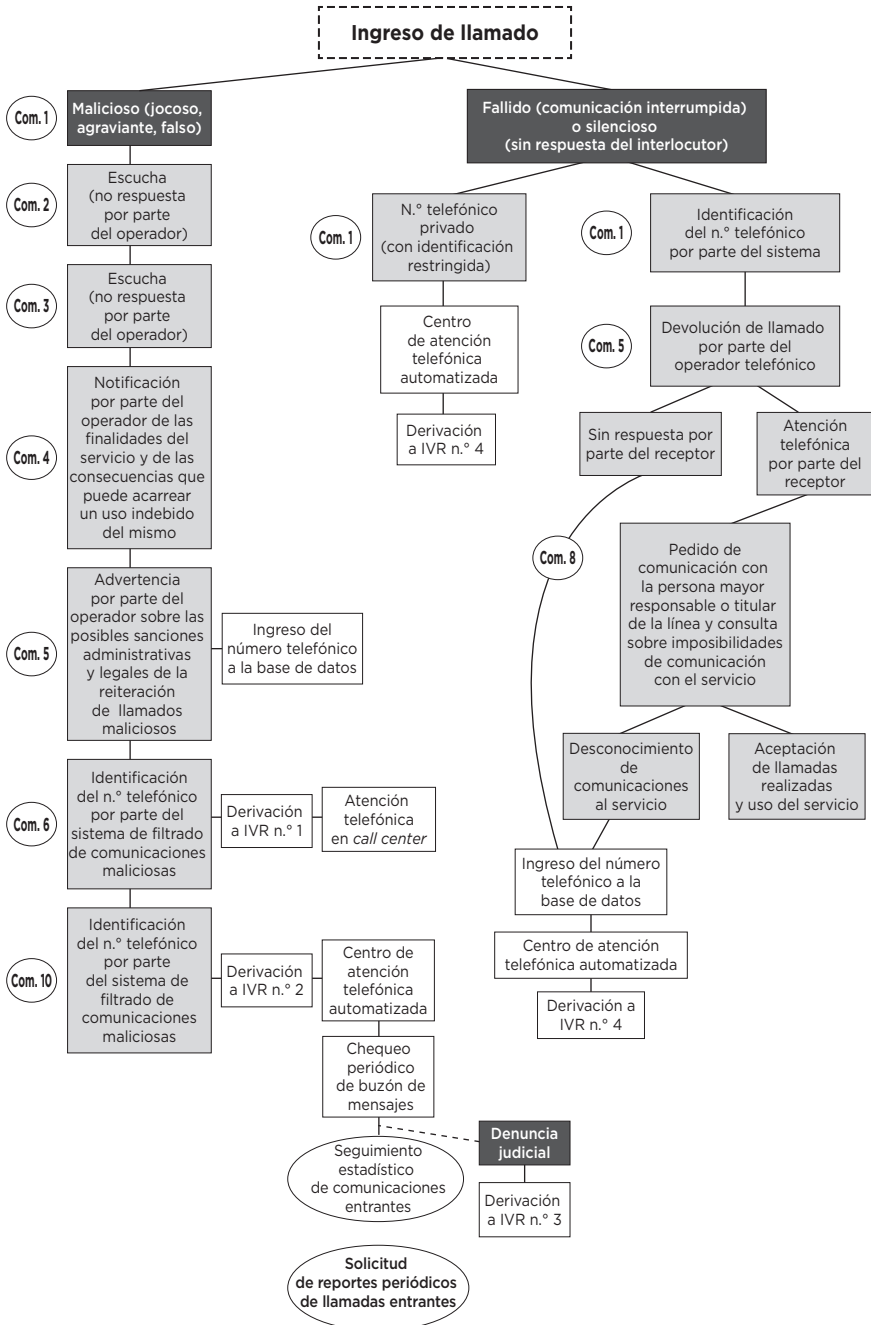 Ingreso de llamado
Com. 1
Malicioso (jocoso,
agraviante, falso)
Com. 2
Escucha
(no respuesta
por parte
del operador)
Com. 3
Escucha
(no respuesta
por parte
del operador)
Com. 4
Notificación
por parte del
operador de las
finalidades del
servicio y de las
consecuencias que
puede acarrear
un uso indebido
del mismo
Com. 5
Advertencia
por parte del
operador sobre las
posibles sanciones
administrativas
y legales de la
reiteración
de llamados
maliciosos
Ingreso del
número telefónico
a la base de datos
Com. 6
Identificación
del n.° telefónico
por parte del
sistema de filtrado
de comunicaciones
maliciosas
Derivación
a IVR n.° 1
Atención
telefónica
en call center
Com. 10
Identificación
del n.° telefónico
por parte
del sistema de
filtrado de
comunicaciones
maliciosas
Derivación
a IVR n.° 2
Centro de
atención
telefónica
automatizada
Chequeo
periódico
de buzón de
mensajes
Seguimiento
estadístico
de comunicaciones
entrantes
Denuncia
judicial
Derivación
a IVR n.° 3
Solicitud
de reportes periódicos
de llamadas entrantes
Fallido (comunicación interrumpida)
o silencioso
(sin respuesta del interlocutor)
Com. 1
N.° telefónico
privado
(con identificación
restringida)
Centro
de atención
telefónica
automatizada
Derivación
a IVR n.° 4
Com. 1
Identificación
del n.° telefónico
por parte del sistema
Com. 5
Devolución de llamado
por parte del
operador telefónico
Sin respuesta por
parte del receptor
Atención
telefónica
por parte del
receptor
Com. 8
Pedido de
comunicación con
la persona mayor
responsable o titular
de la línea y consulta
sobre imposibilidades
de comunicación
con el servicio
Desconocimiento
de
comunicaciones
al servicio
Aceptación
de llamadas
realizadas
y uso del servicio
Ingreso del número
telefónico a la
base de datos
Centro de atención
telefónica automatizada
Derivación a
IVR n.° 4